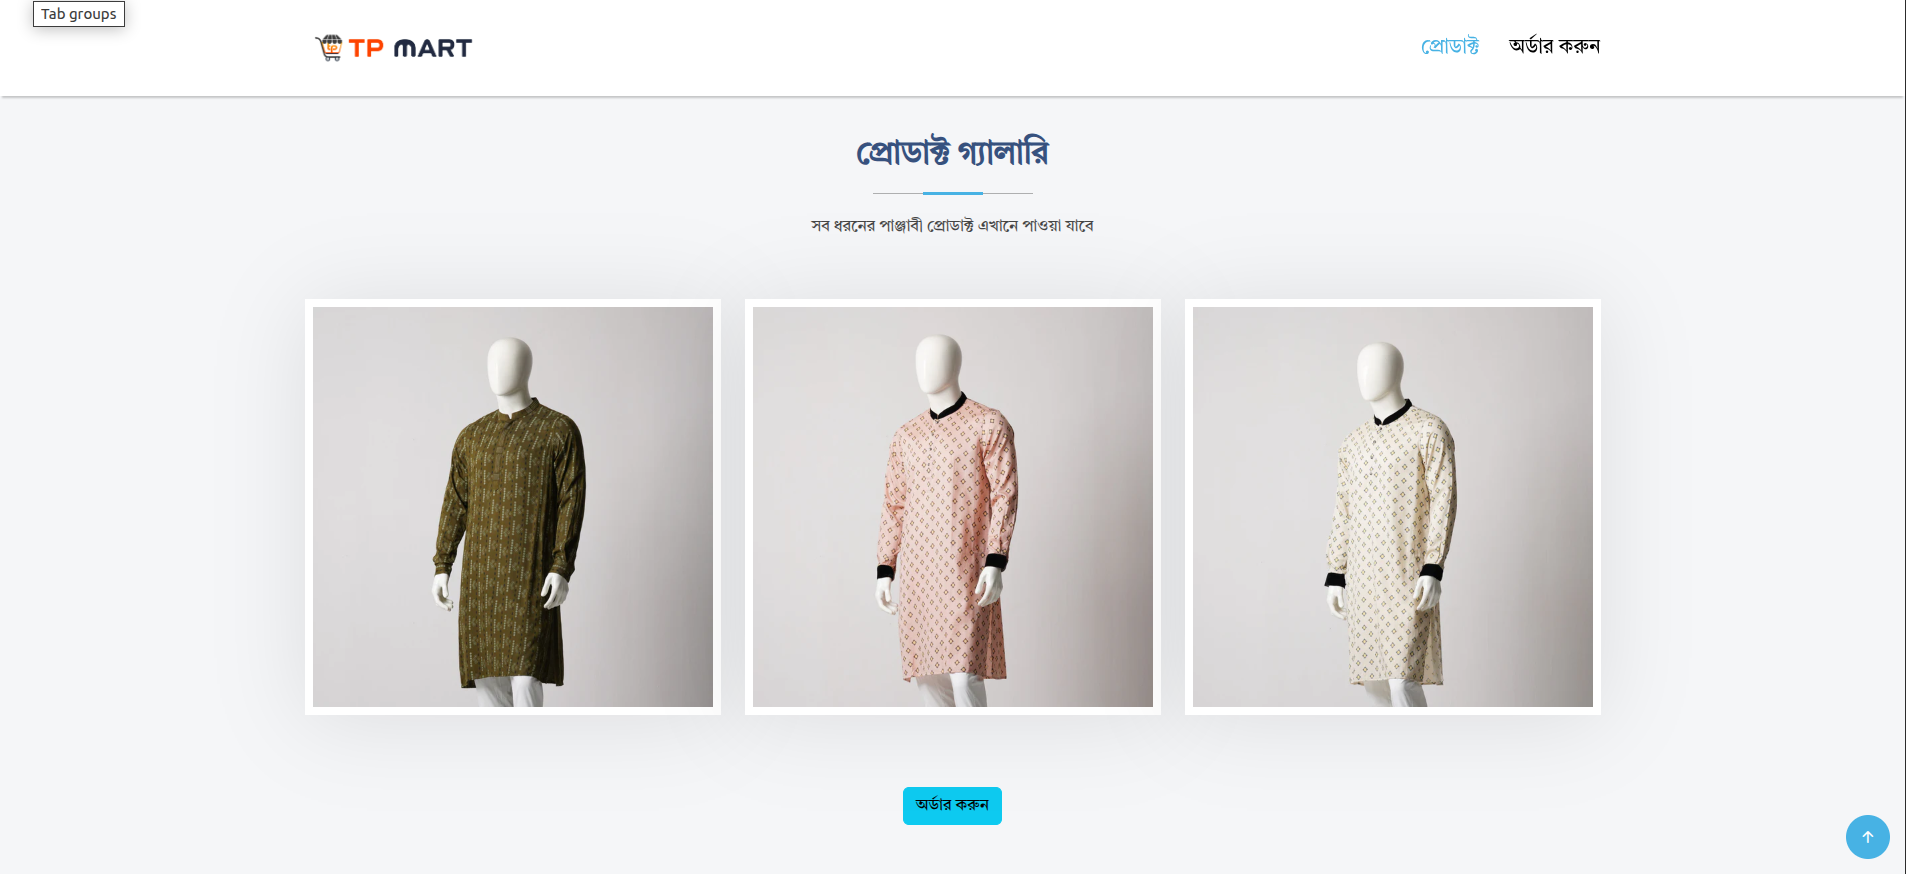 Tab groups
TP MART
প্রোডাক্ট
অর্ডার করুন
প্রোডাক্ট গ্যালারি
সব ধরনের পাঞ্জাবী প্রোডাক্ট এখানে পাওয়া যাবে
অর্ডার করুন